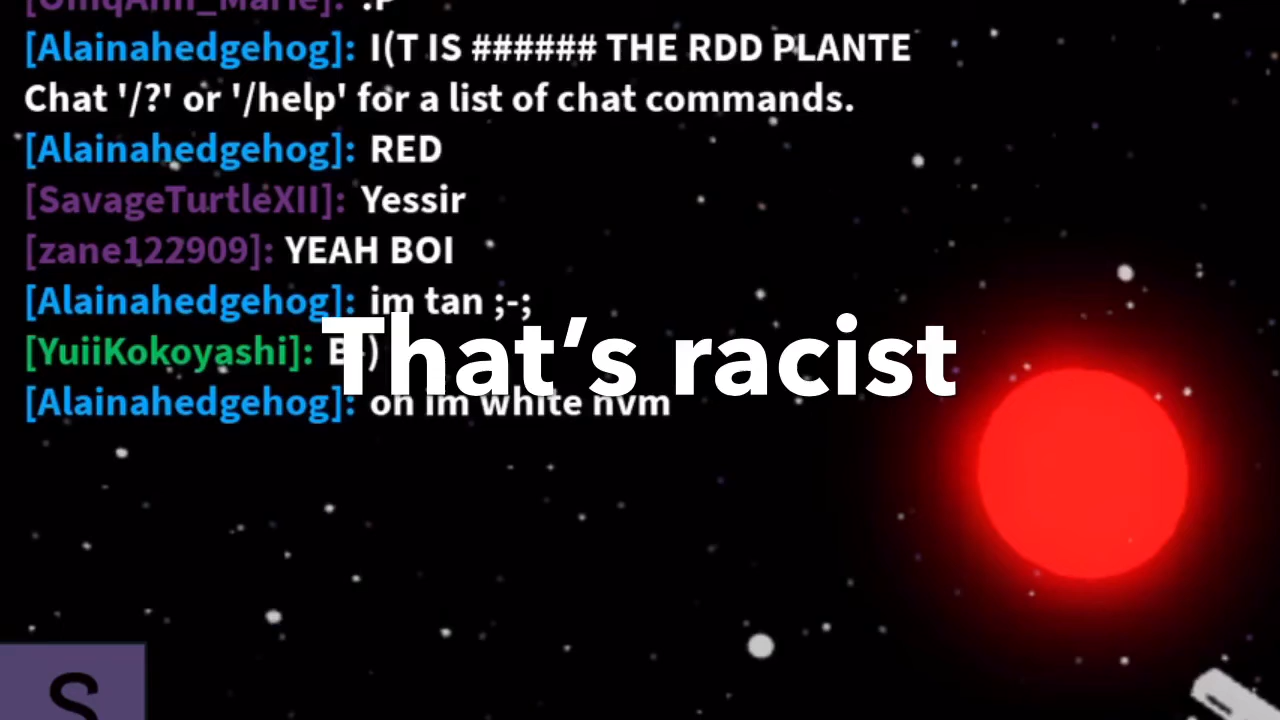 [Alainahedgehog]: I(T IS ###### THE RDD PLANTE
Chat '/?' or '/help' for a list of chat commands.
[Alainahedgehog]: RED
[SavageTurtleXII]: Yessir
[zane122909]: YEAH BOI
[Alainahedgehog]: im tan ;-;
[YuiiKokoyashi]:
That's racist
[Alainahedgehog]: oh im white nvm
S